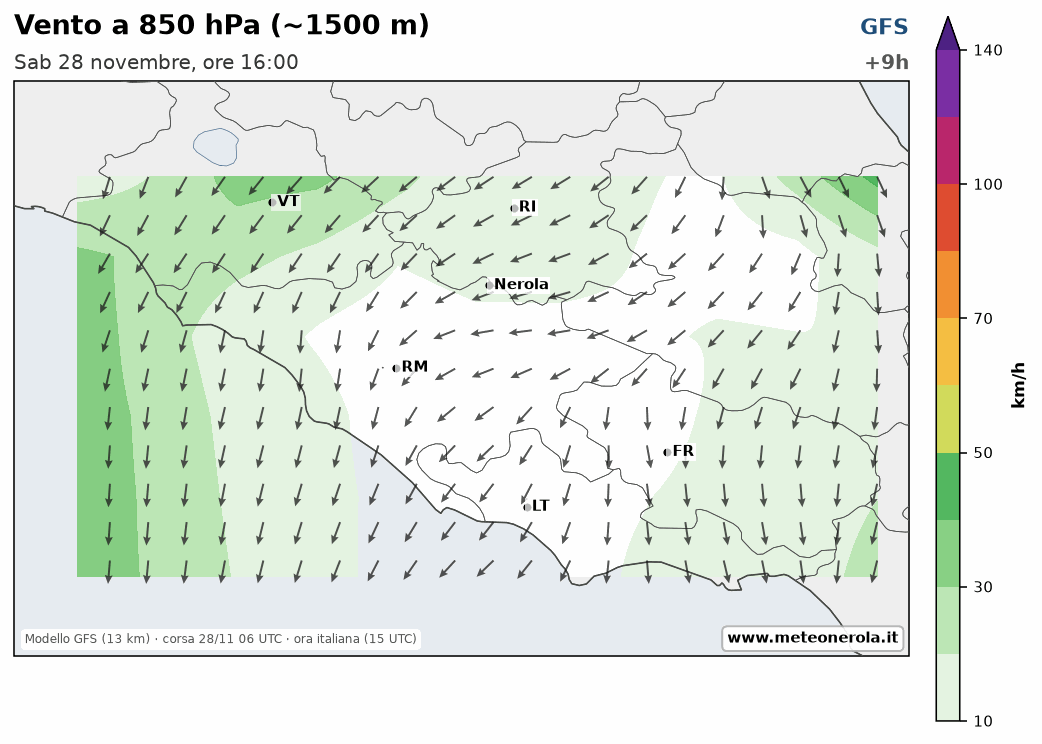 Vento a 850 hPa (~1500 m)
GFS
Sab 28 novembre, ore 16:00
+9h
140
100
70
50
30
10
km/h
VT
RI
Nerola
RM
FR
LT
Modello GFS (13 km) · corsa 28/11 06 UTC · ora italiana (15 UTC)
www.meteonerola.it